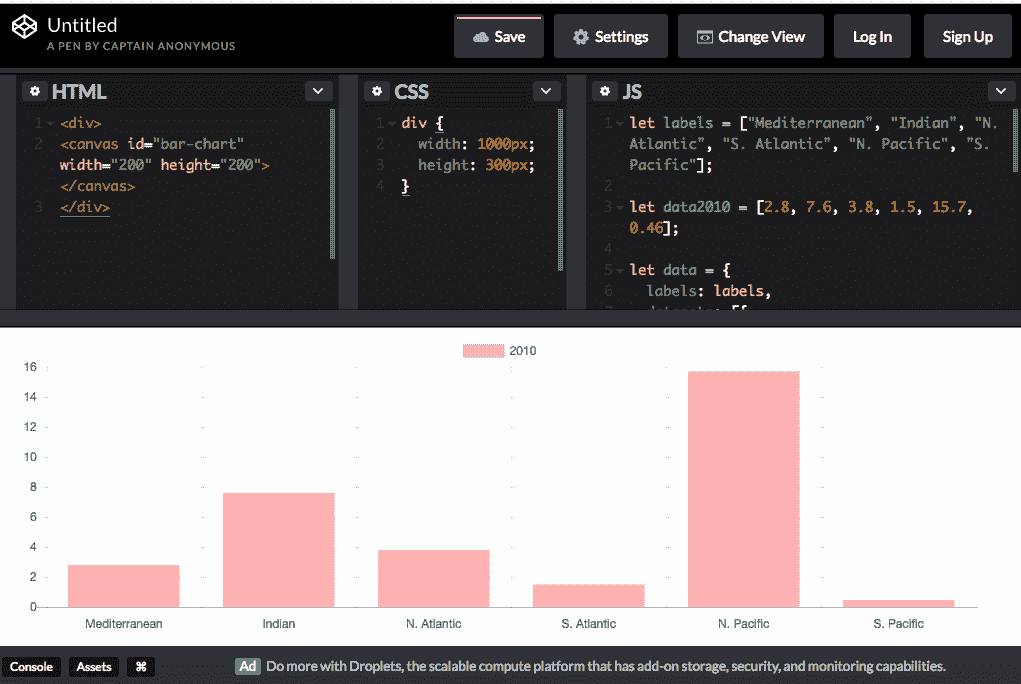 Untitled
A PEN BY CAPTAIN ANONYMOUS
Save
Settings
Change View
Log In
Sign Up
HTML
1 <div>
2 <canvas id="bar-chart"
width="200" height="200">
</canvas>
3 </div>
CSS
1 div {
2 width: 1000px;
3 height: 300px;
4 }
JS
1 let labels = ["Mediterranean", "Indian", "N.
Atlantic", "S. Atlantic", "N. Pacific", "S.
Pacific"];
2
3 let data2010 = [2.8, 7.6, 3.8, 1.5, 15.7,
0.46];
4
5 let data = {
6 labels: labels,
2010
16
14
12
10
8
6
4
2
0
Mediterranean Indian N. Atlantic S. Atlantic N. Pacific S. Pacific
Console Assets ⌘
Ad Do more with Droplets, the scalable compute platform that has add-on storage, security, and monitoring capabilities.